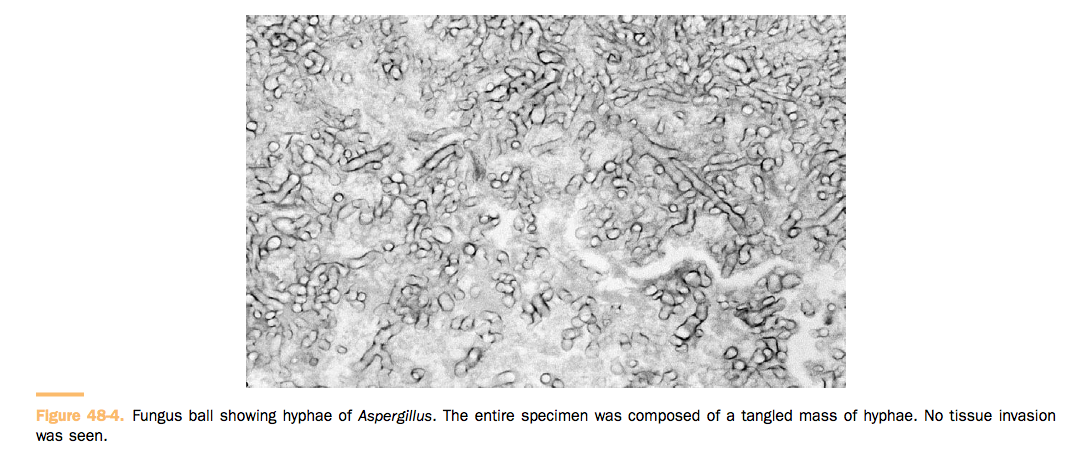 Figure 48-4. Fungus ball showing hyphae of Aspergillus. The entire specimen was composed of a tangled mass of hyphae. No tissue invasion
was seen.